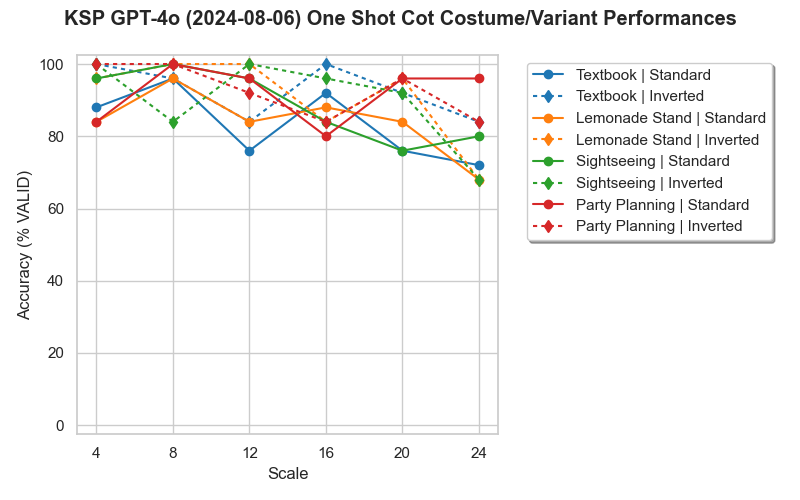 KSP GPT-4o (2024-08-06) One Shot Cot Costume/Variant Performances
100
80
60
40
20
0
Accuracy (% VALID)
4 8 12 16 20 24
Scale
Textbook | Standard
Textbook | Inverted
Lemonade Stand | Standard
Lemonade Stand | Inverted
Sightseeing | Standard
Sightseeing | Inverted
Party Planning | Standard
Party Planning | Inverted